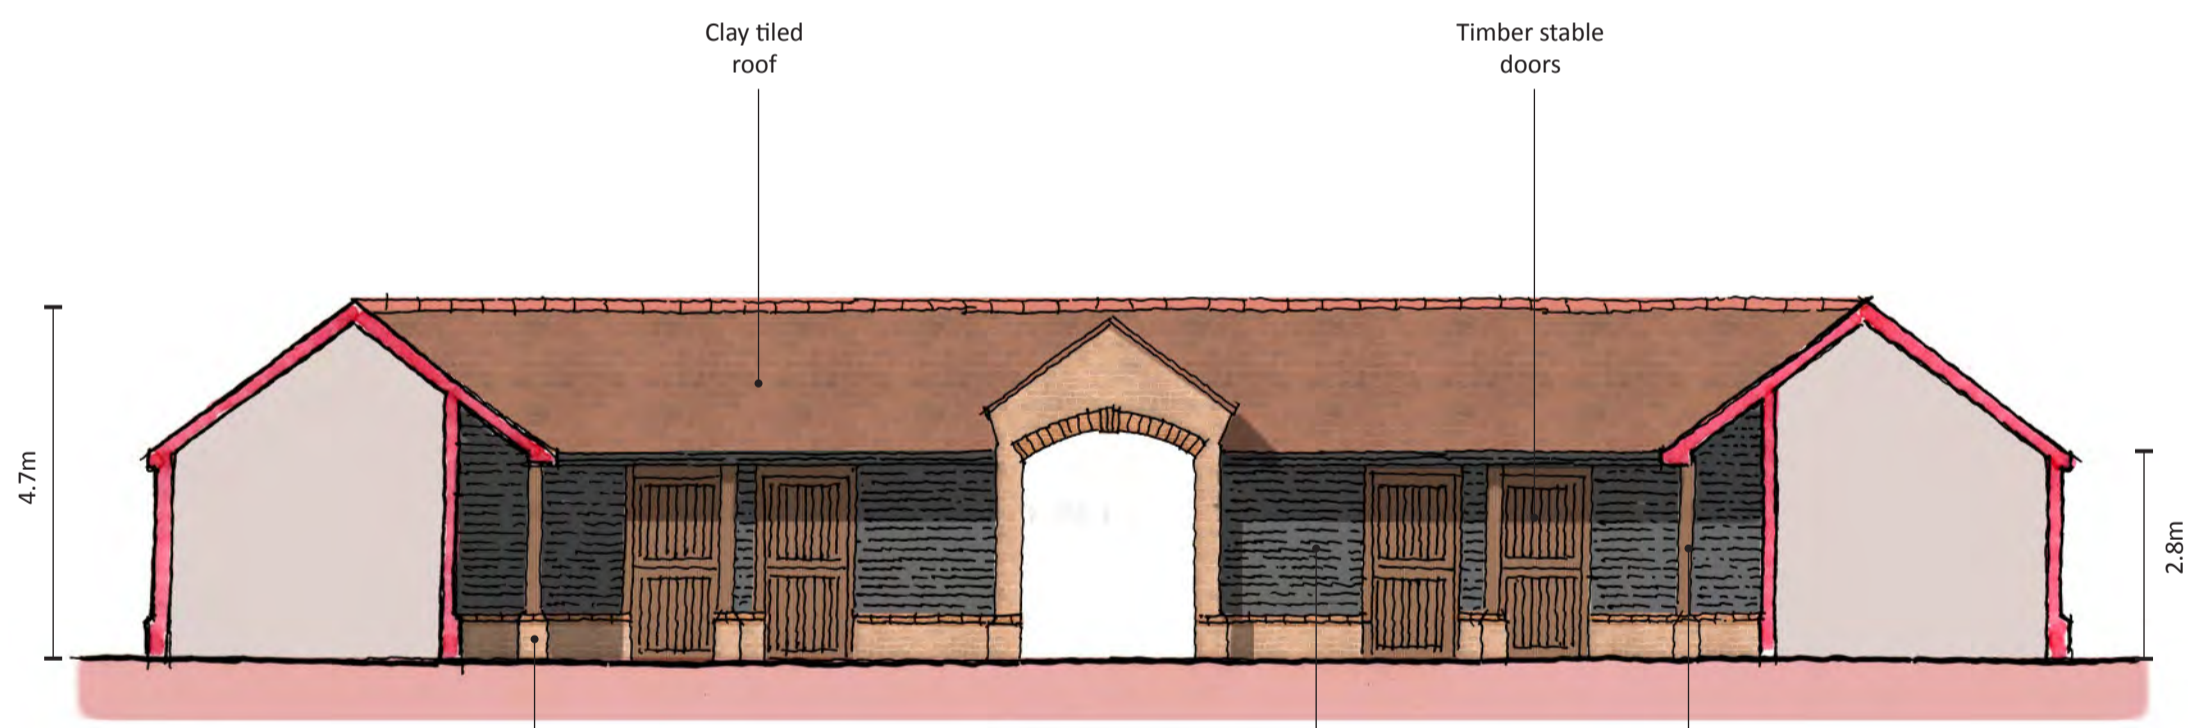 Clay tiled
roof
Timber stable
doors
4.7m
2.8m